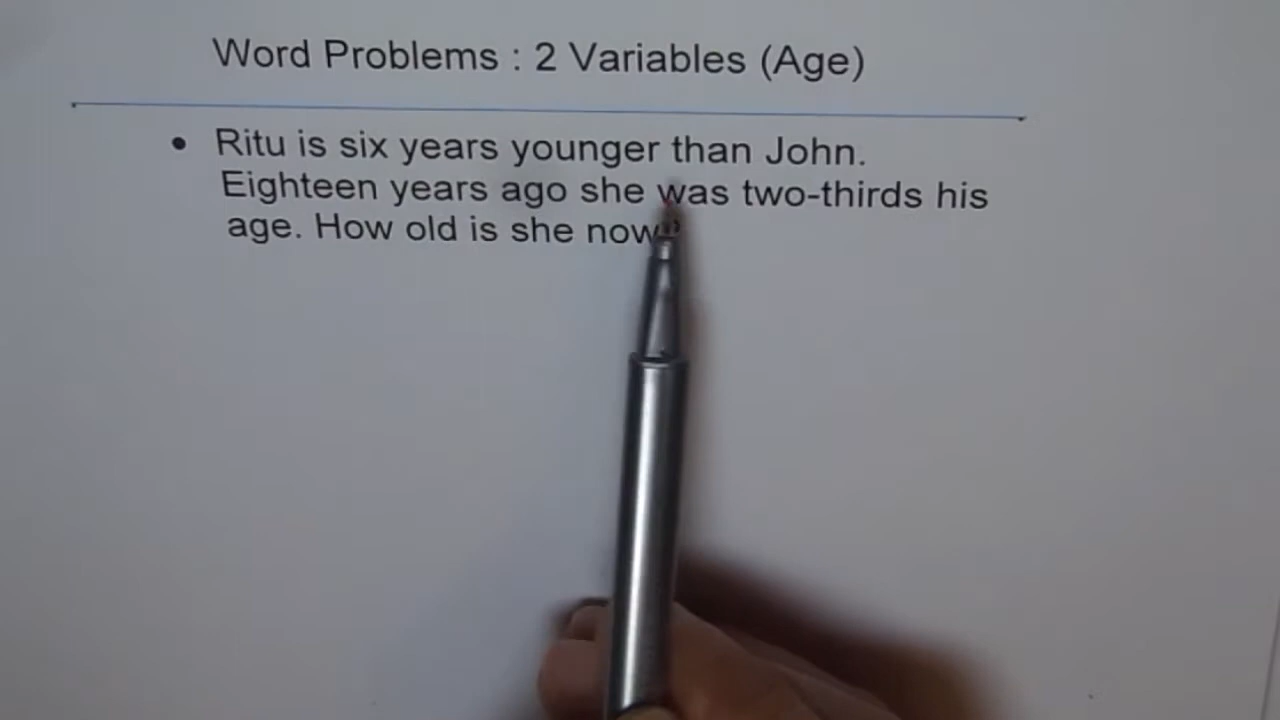 Word Problems : 2 Variables (Age)
• Ritu is six years younger than John.
Eighteen years ago she was two-thirds his
age. How old is she now?